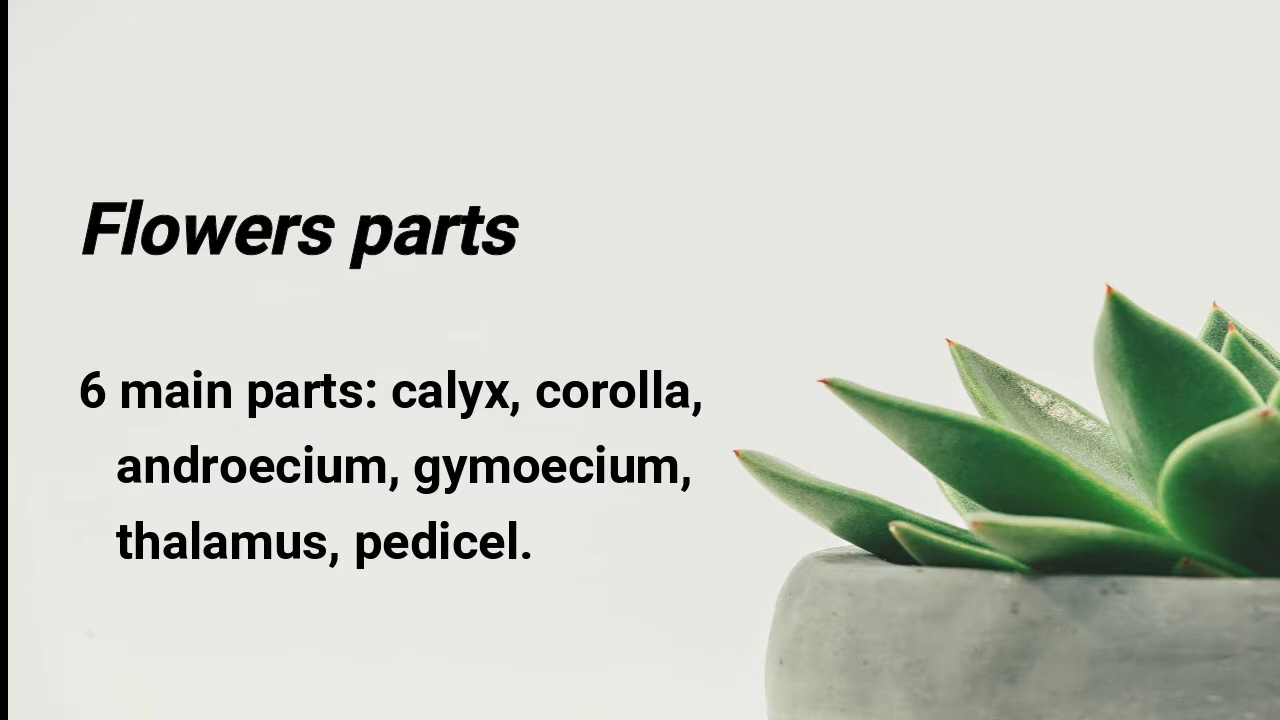 Flowers parts
6 main parts: calyx, corolla,
androecium, gymoecium,
thalamus, pedicel.